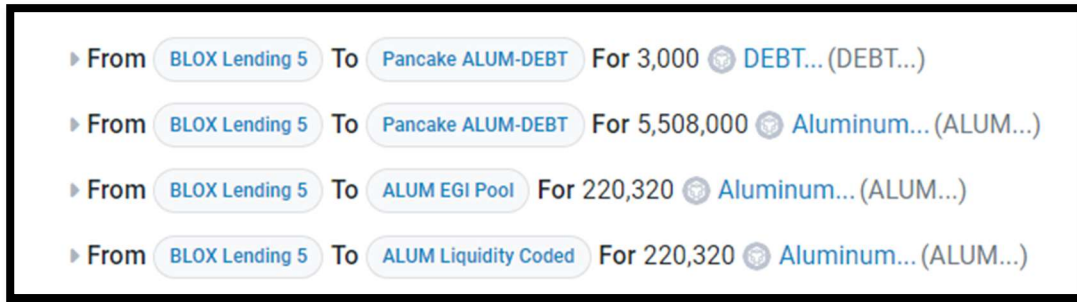 From BLOX Lending 5 To Pancake ALUM-DEBT For 3,000 DEBT... (DEBT...)
From BLOX Lending 5 To Pancake ALUM-DEBT For 5,508,000 Aluminum... (ALUM...)
From BLOX Lending 5 To ALUM EGI Pool For 220,320 Aluminum... (ALUM...)
From BLOX Lending 5 To ALUM Liquidity Coded For 220,320 Aluminum... (ALUM...)